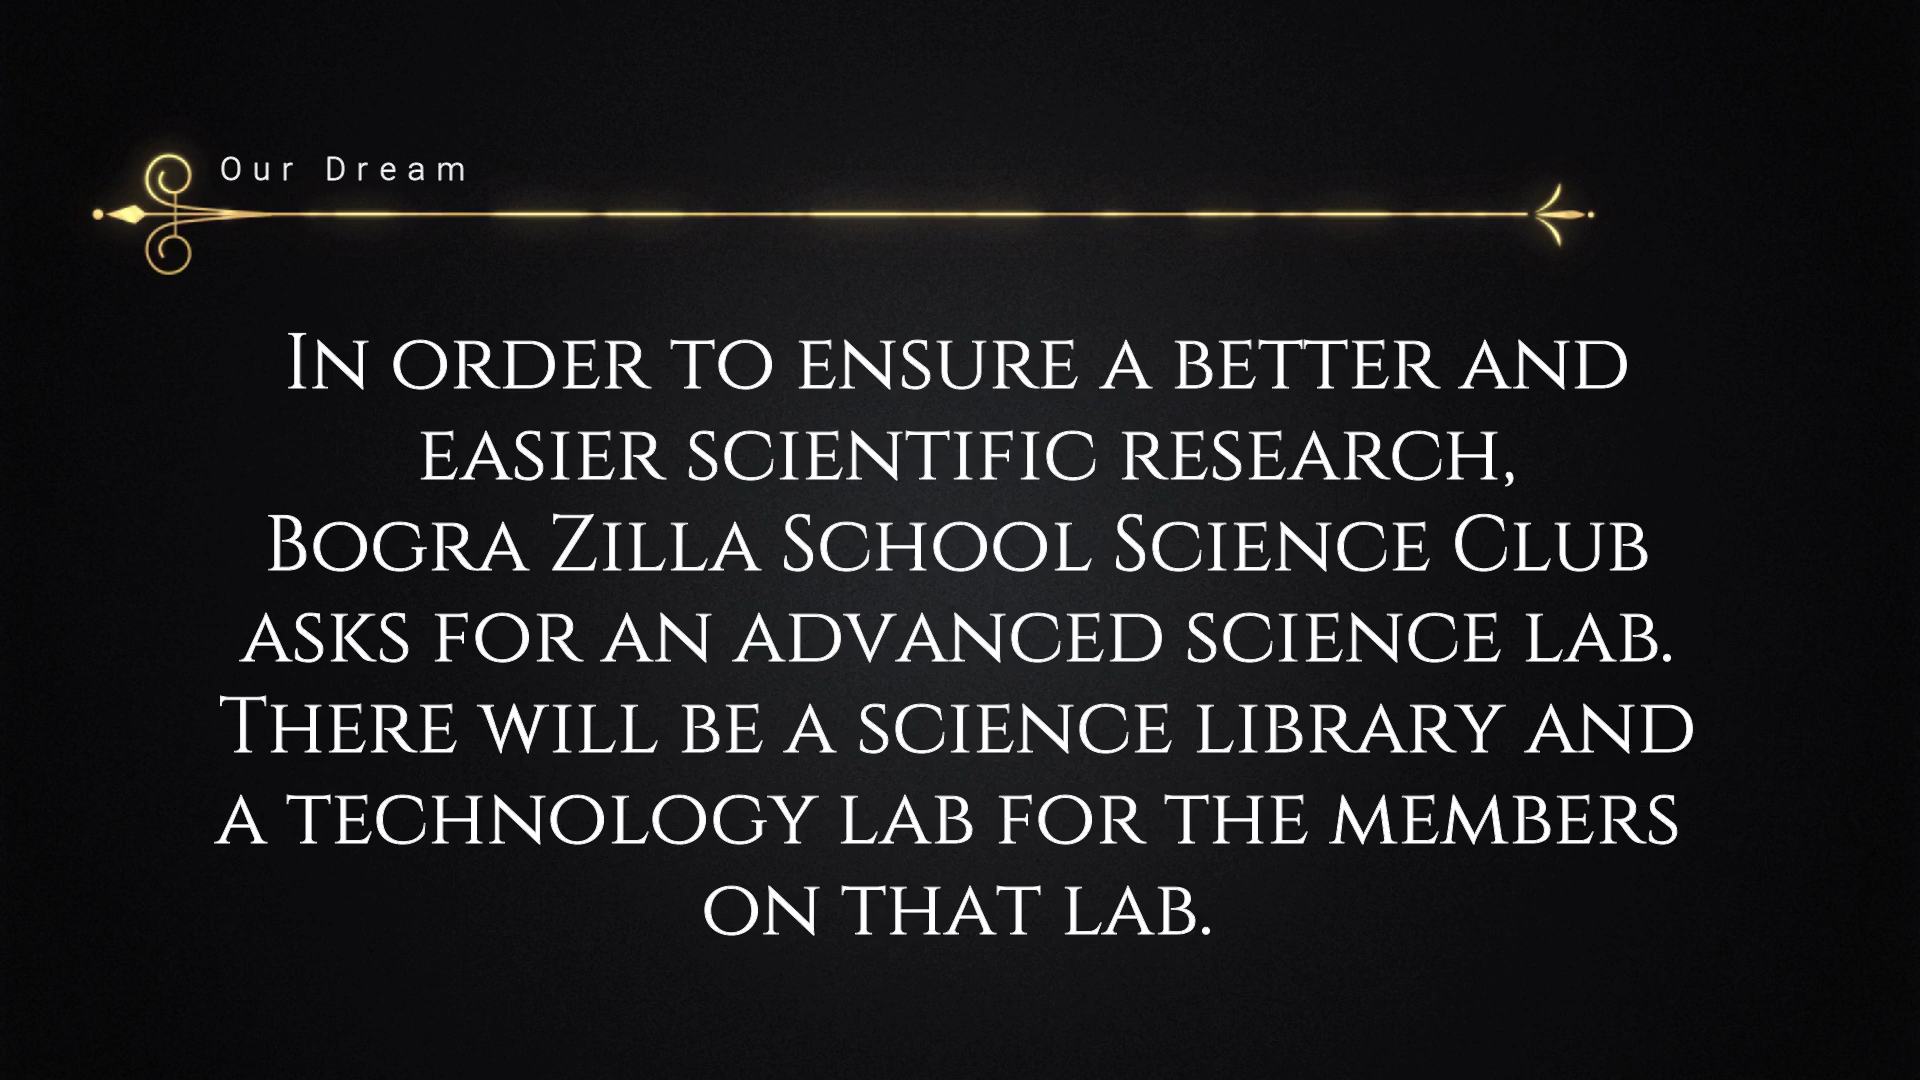 Our Dream
In order to ensure a better and
easier scientific research,
Bogra Zilla School Science Club
asks for an advanced science lab.
There will be a science library and
a technology lab for the members
on that lab.